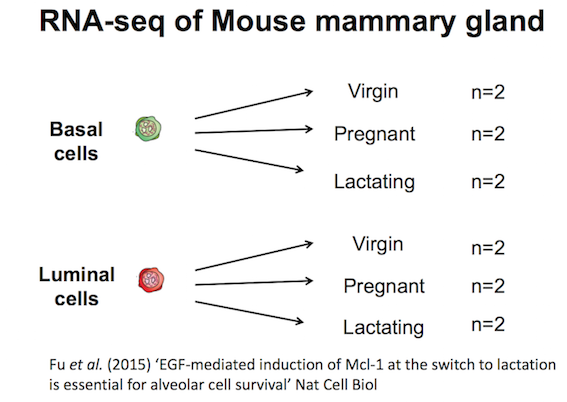 RNA-seq of Mouse mammary gland
Virgin n=2
Basal cells
Pregnant n=2
Lactating n=2
Virgin n=2
Luminal cells
Pregnant n=2
Lactating n=2
Fu et al. (2015) ‘EGF-mediated induction of Mcl-1 at the switch to lactation
is essential for alveolar cell survival’ Nat Cell Biol